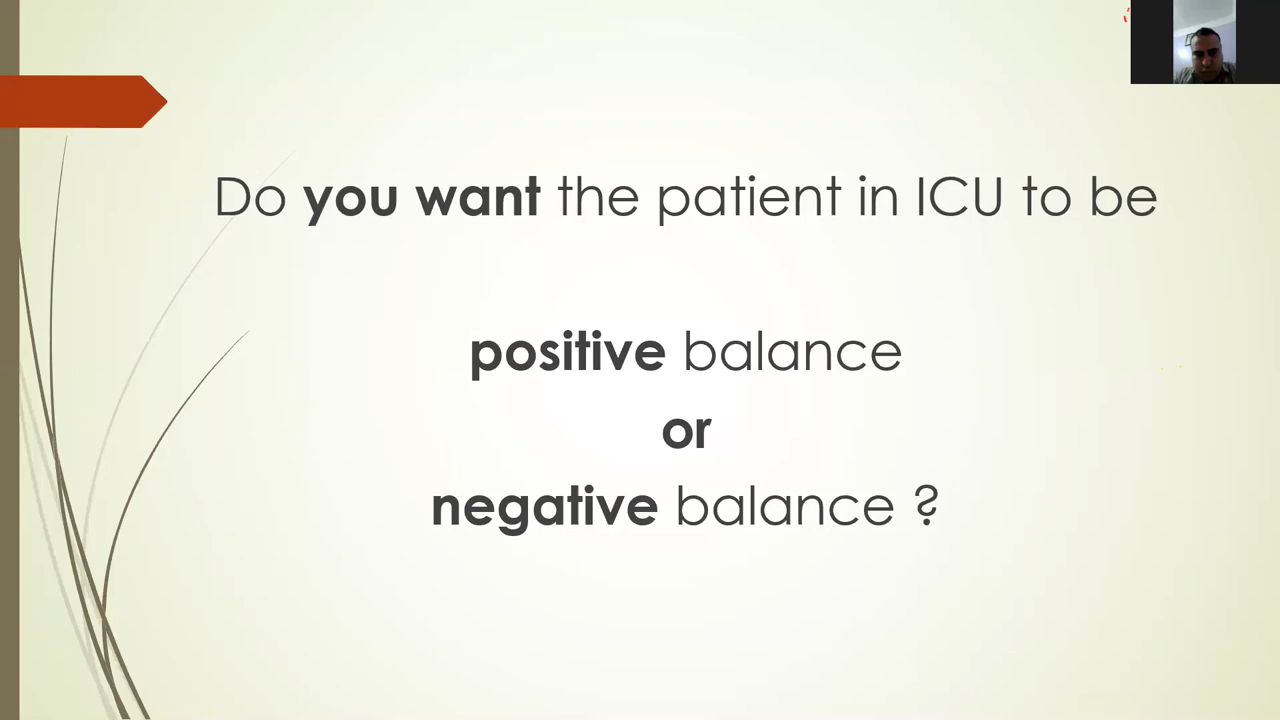 Do you want the patient in ICU to be
positive balance
or
negative balance ?